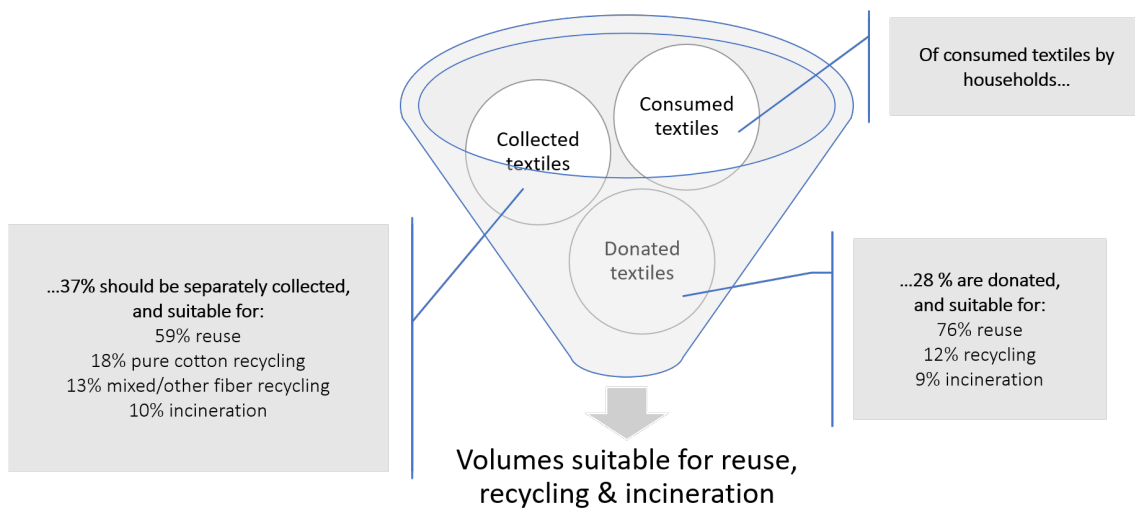 Of consumed textiles by
households...
Consumed
textiles
Collected
textiles
Donated
textiles
...37% should be separately collected,
and suitable for:
59% reuse
18% pure cotton recycling
13% mixed/other fiber recycling
10% incineration
...28 % are donated,
and suitable for:
76% reuse
12% recycling
9% incineration
Volumes suitable for reuse,
recycling & incineration